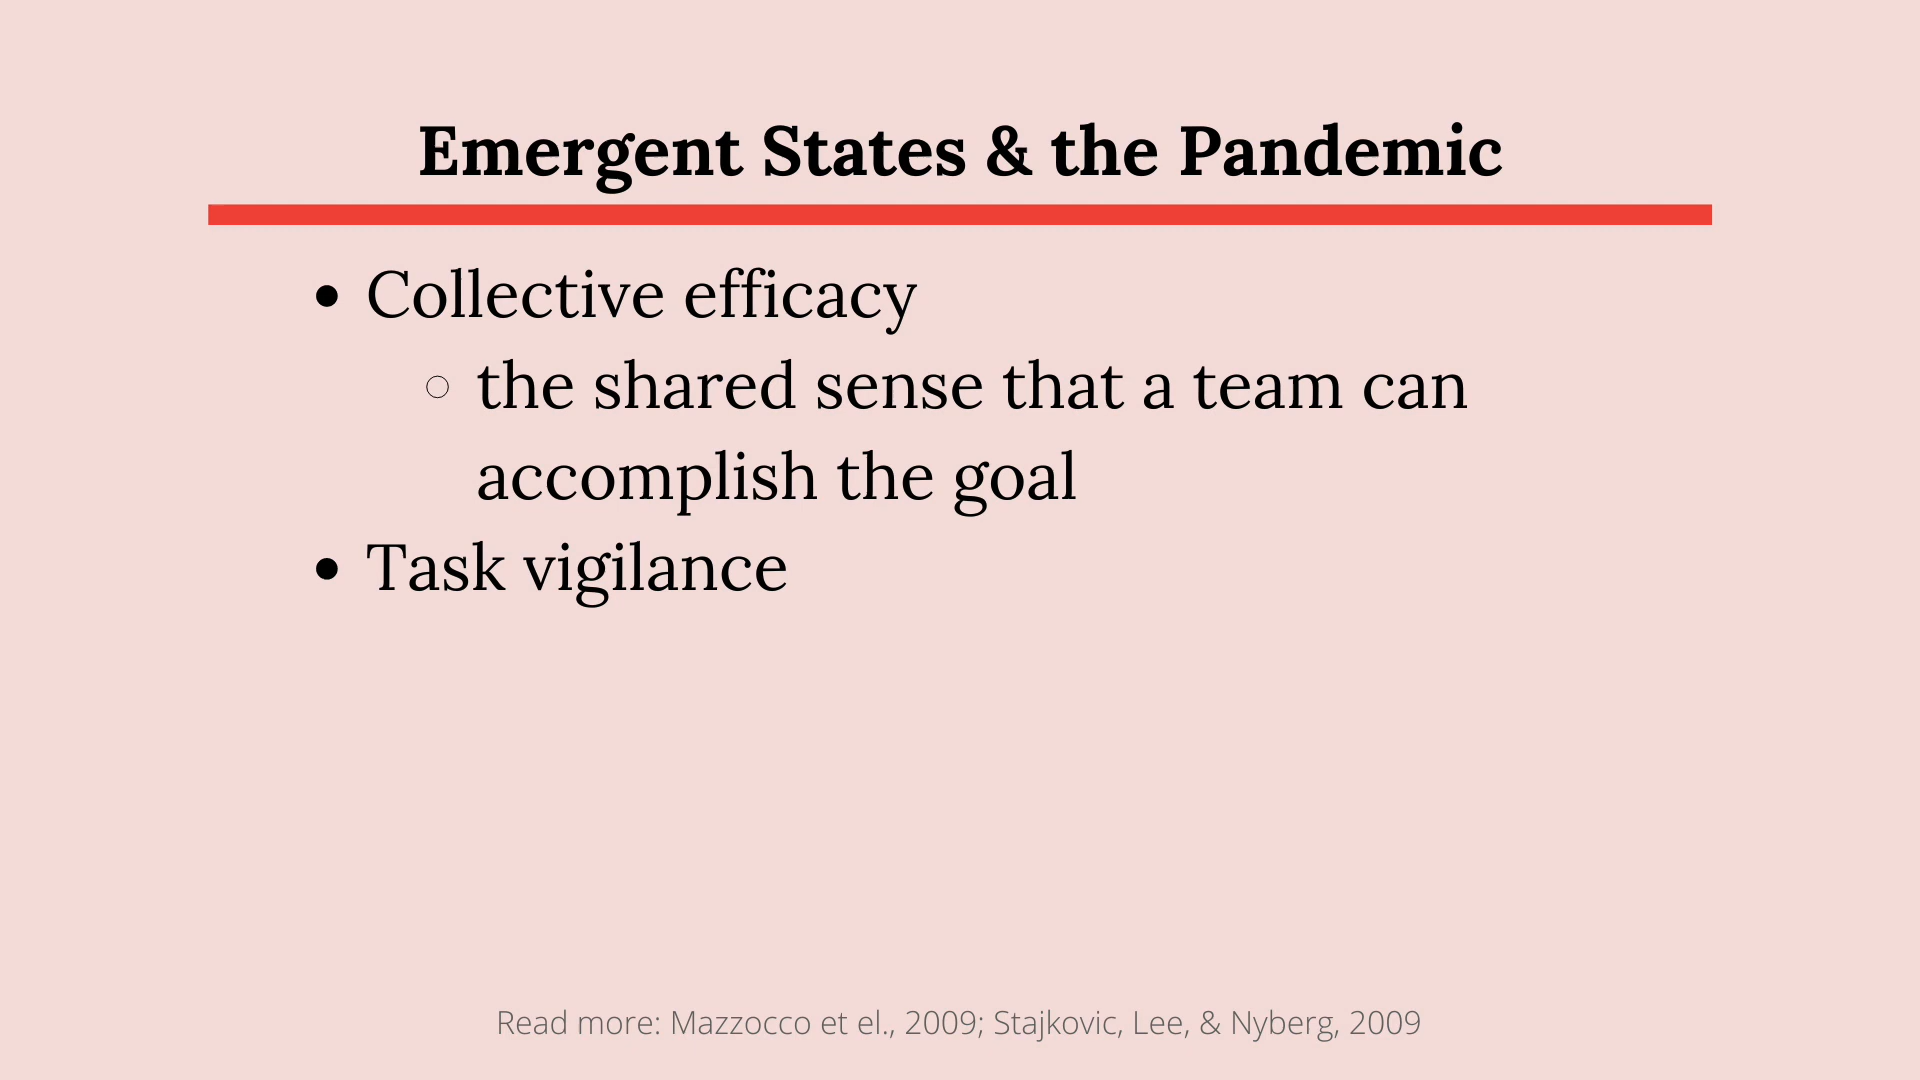 Emergent States & the Pandemic
• Collective efficacy
○ the shared sense that a team can
accomplish the goal
• Task vigilance
Read more: Mazzocco et el., 2009; Stajkovic, Lee, & Nyberg, 2009